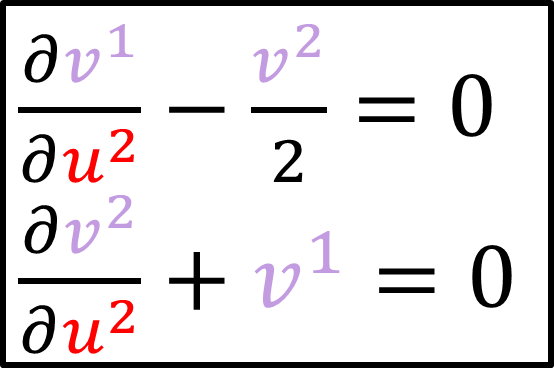 ∂v¹/∂u² − v²/2 = 0
∂v²/∂u² + v¹ = 0